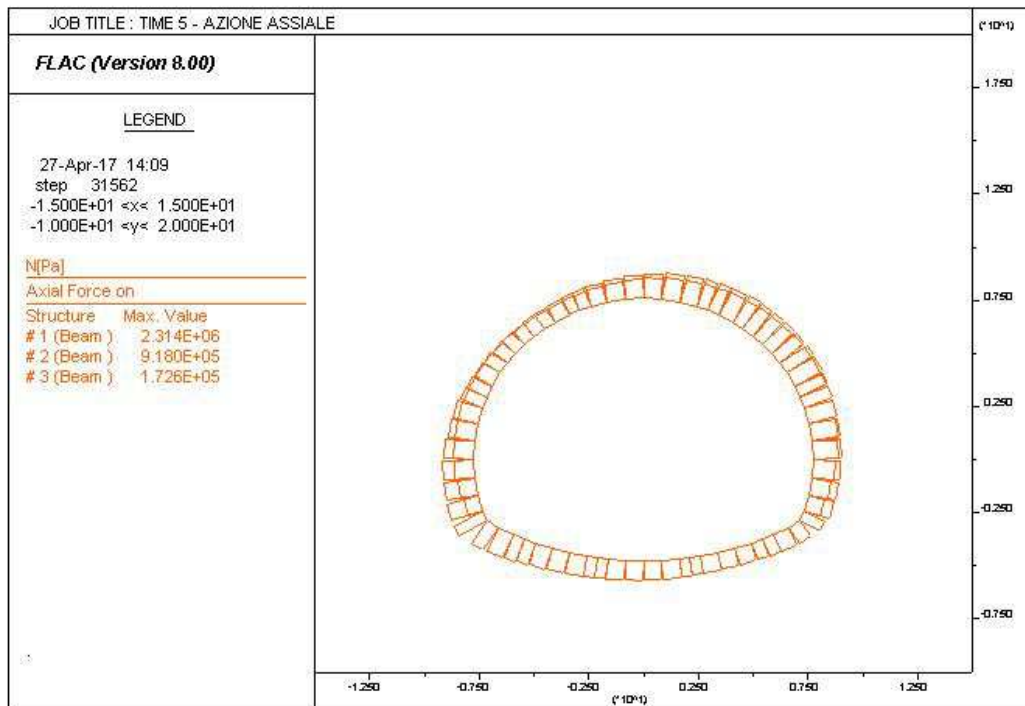 JOB TITLE : TIME 5 - AZIONE ASSIALE
(*10^1)
FLAC (Version 8.00)
LEGEND
27-Apr-17 14:09
step 31562
-1.500E+01 <x< 1.500E+01
-1.000E+01 <y< 2.000E+01
N[Pa]
Axial Force on
Structure Max. Value
# 1 (Beam ) 2.314E+06
# 2 (Beam ) 9.180E+05
# 3 (Beam ) 1.726E+05
1.750
1.250
0.750
0.250
-0.250
-0.750
-1.250 -0.750 -0.250 0.250 0.750 1.250
(*10^1)